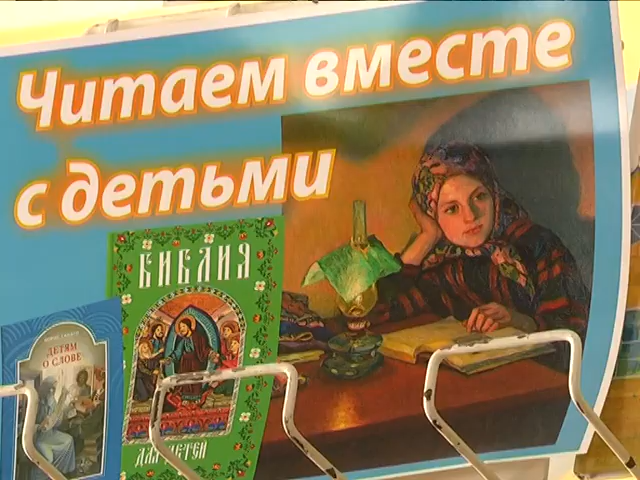 Читаем вместе
с детьми
БИБЛИЯ
ДЕТЯМ
О СЛОВЕ
ДЛЯ ДЕТЕЙ